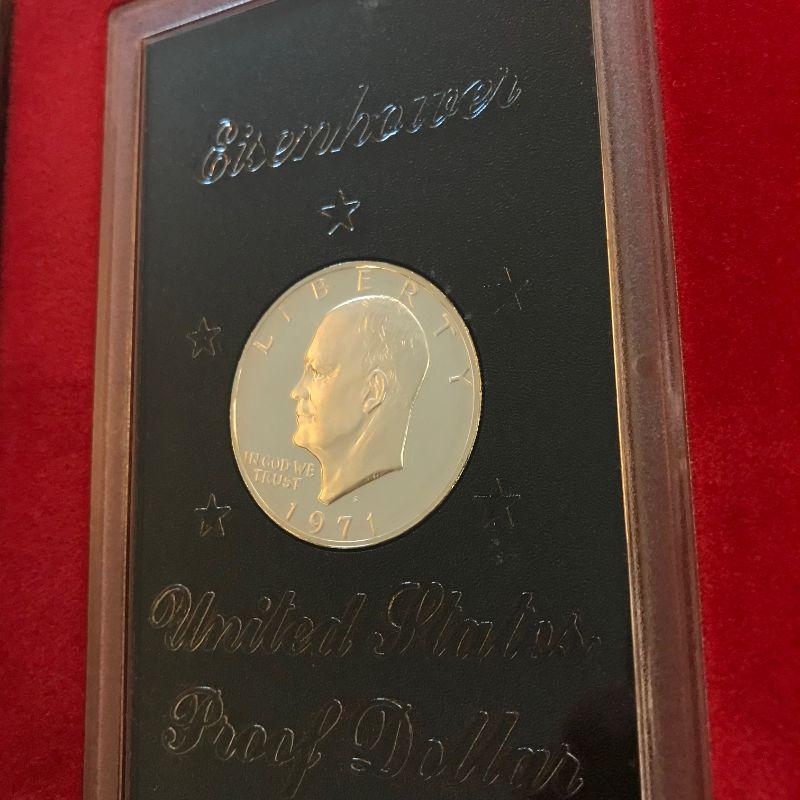 Eisenhower
LIBERTY
IN GOD WE
TRUST
S
1971
United States
Proof Dollar